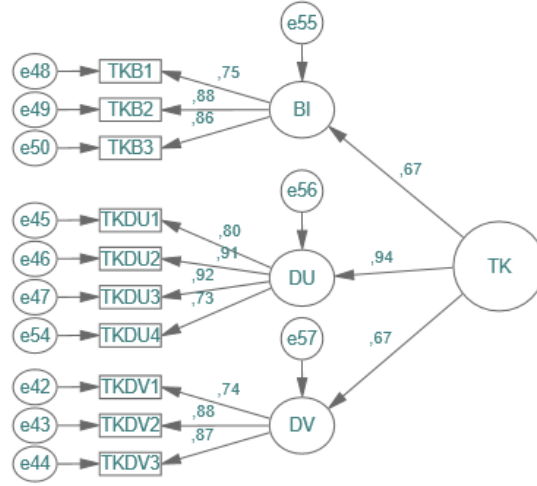 e55
e48 TKB1 ,75
e49 TKB2 ,88 BI
e50 TKB3 ,86
,67
e56
e45 TKDU1 ,80
e46 TKDU2 ,91
,94 TK
e47 TKDU3 ,92 DU
e54 TKDU4 ,73
e57 ,67
e42 TKDV1 ,74
e43 TKDV2 ,88 DV
e44 TKDV3 ,87